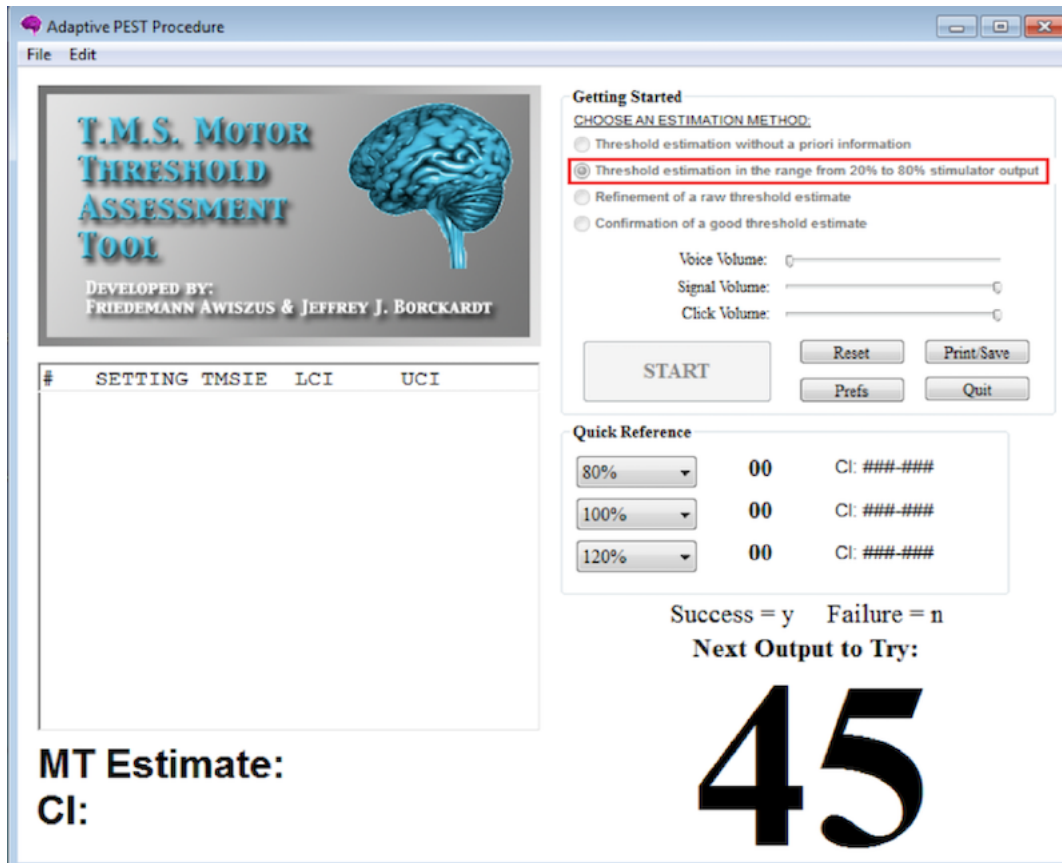 Adaptive PEST Procedure
File Edit
T.M.S. MOTOR
THRESHOLD
ASSESSMENT
TOOL
DEVELOPED BY:
FRIEDEMANN AWISZUS & JEFFREY J. BORCKARDT
Getting Started
CHOOSE AN ESTIMATION METHOD:
Threshold estimation without a priori information
Threshold estimation in the range from 20% to 80% stimulator output
Refinement of a raw threshold estimate
Confirmation of a good threshold estimate
Voice Volume:
Signal Volume:
Click Volume:
START
Reset
Print/Save
Prefs
Quit
# SETTING TMSIE LCI UCI
Quick Reference
80% 00 CI: ###-###
100% 00 CI: ###-###
120% 00 CI: ###-###
Success = y Failure = n
Next Output to Try:
45
MT Estimate:
CI: